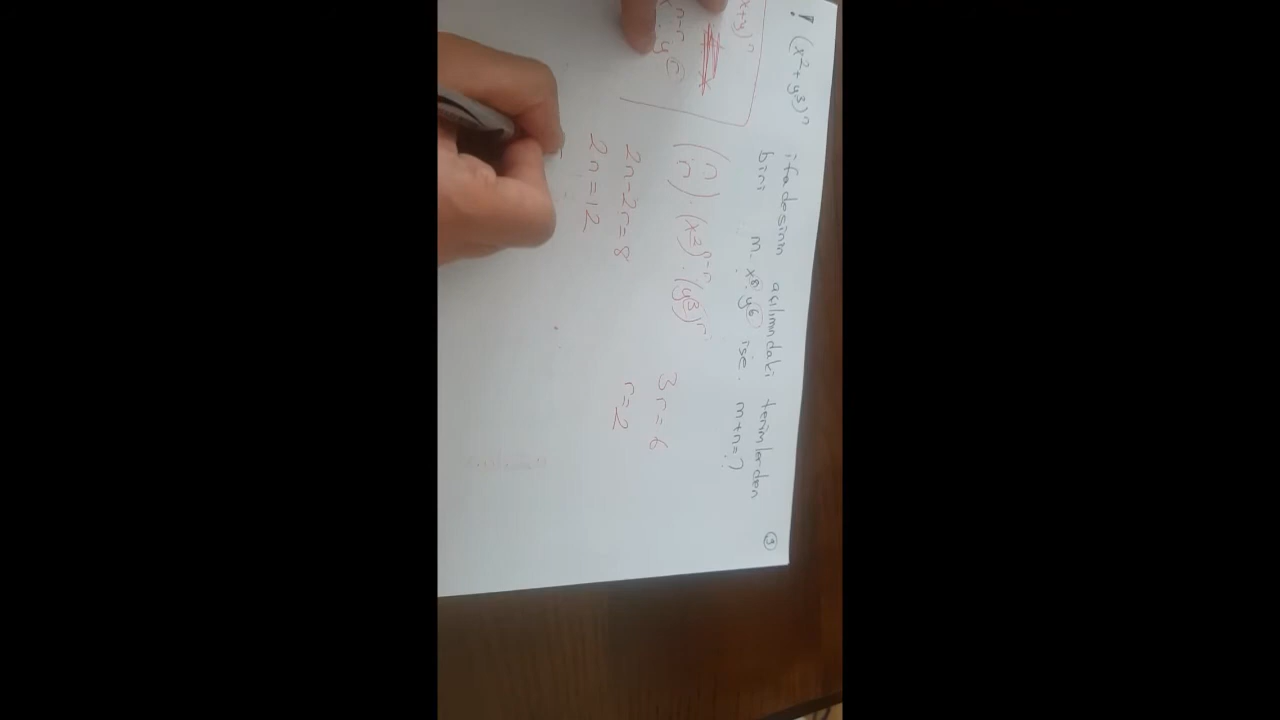 ! (x²+y³)ⁿ ifadesinin açılımındaki terimlerden
biri m.x⁸.y⁶ ise. m+n=?
③
x+y)ⁿ
n-r y r
(n r).(x²)ⁿ⁻ʳ.(y³)ʳ
3r=6
2n-2r=8
r=2
2n=12